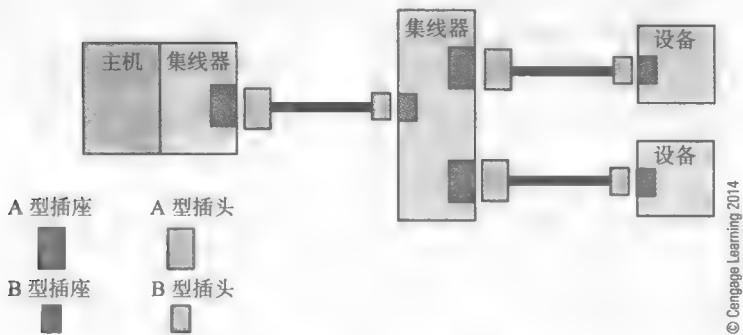 集线器
设备
主机 集线器
设备
A 型插座 A 型插头
B 型插座 B 型插头
© Cengage Learning 2014